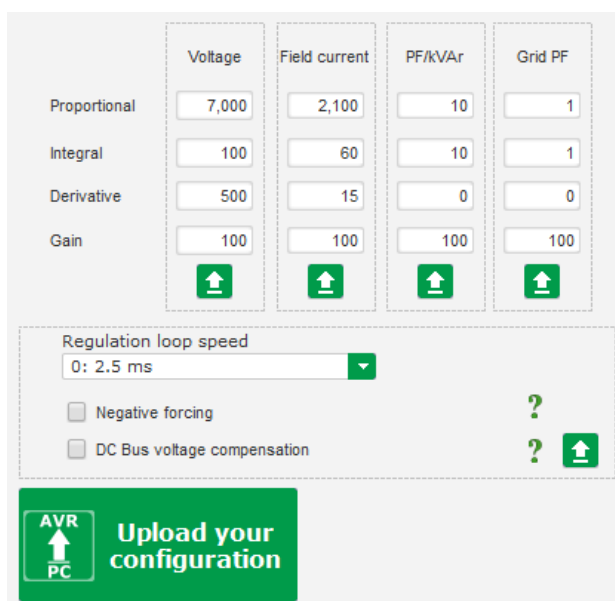 Voltage Field current PF/kVAr Grid PF
Proportional 7,000 2,100 10 1
Integral 100 60 10 1
Derivative 500 15 0 0
Gain 100 100 100 100
Regulation loop speed
0: 2.5 ms
Negative forcing ?
DC Bus voltage compensation ?
AVR
PC
Upload your
configuration